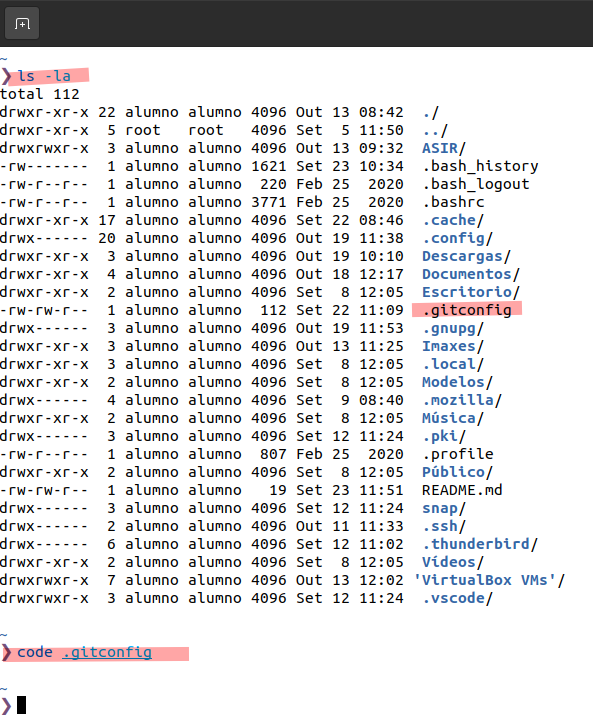 ~
❯ ls -la
total 112
drwxr-xr-x 22 alumno alumno 4096 Out 13 08:42  ./
drwxr-xr-x  5 root   root   4096 Set  5 11:50  ../
drwxrwxr-x  3 alumno alumno 4096 Out 13 09:32  ASIR/
-rw-------  1 alumno alumno 1621 Set 23 10:34  .bash_history
-rw-r--r--  1 alumno alumno  220 Feb 25  2020  .bash_logout
-rw-r--r--  1 alumno alumno 3771 Feb 25  2020  .bashrc
drwxr-xr-x 17 alumno alumno 4096 Set 22 08:46  .cache/
drwx------ 20 alumno alumno 4096 Out 19 11:38  .config/
drwxr-xr-x  3 alumno alumno 4096 Out 19 10:10  Descargas/
drwxr-xr-x  4 alumno alumno 4096 Out 18 12:17  Documentos/
drwxr-xr-x  2 alumno alumno 4096 Set  8 12:05  Escritorio/
-rw-rw-r--  1 alumno alumno  112 Set 22 11:09  .gitconfig
drwx------  3 alumno alumno 4096 Out 19 11:53  .gnupg/
drwxr-xr-x  3 alumno alumno 4096 Out 13 11:25  Imaxes/
drwxr-xr-x  3 alumno alumno 4096 Set  8 12:05  .local/
drwxr-xr-x  2 alumno alumno 4096 Set  8 12:05  Modelos/
drwx------  4 alumno alumno 4096 Set  9 08:40  .mozilla/
drwxr-xr-x  2 alumno alumno 4096 Set  8 12:05  Música/
drwx------  3 alumno alumno 4096 Set 12 11:24  .pki/
-rw-r--r--  1 alumno alumno  807 Feb 25  2020  .profile
drwxr-xr-x  2 alumno alumno 4096 Set  8 12:05  Público/
-rw-rw-r--  1 alumno alumno   19 Set 23 11:51  README.md
drwx------  3 alumno alumno 4096 Set 12 11:24  snap/
drwx------  2 alumno alumno 4096 Out 11 11:33  .ssh/
drwx------  6 alumno alumno 4096 Set 12 11:02  .thunderbird/
drwxr-xr-x  2 alumno alumno 4096 Set  8 12:05  Vídeos/
drwxrwxr-x  7 alumno alumno 4096 Out 13 12:02 'VirtualBox VMs'/
drwxrwxr-x  3 alumno alumno 4096 Set 12 11:24  .vscode/
~
❯ code .gitconfig
~
❯